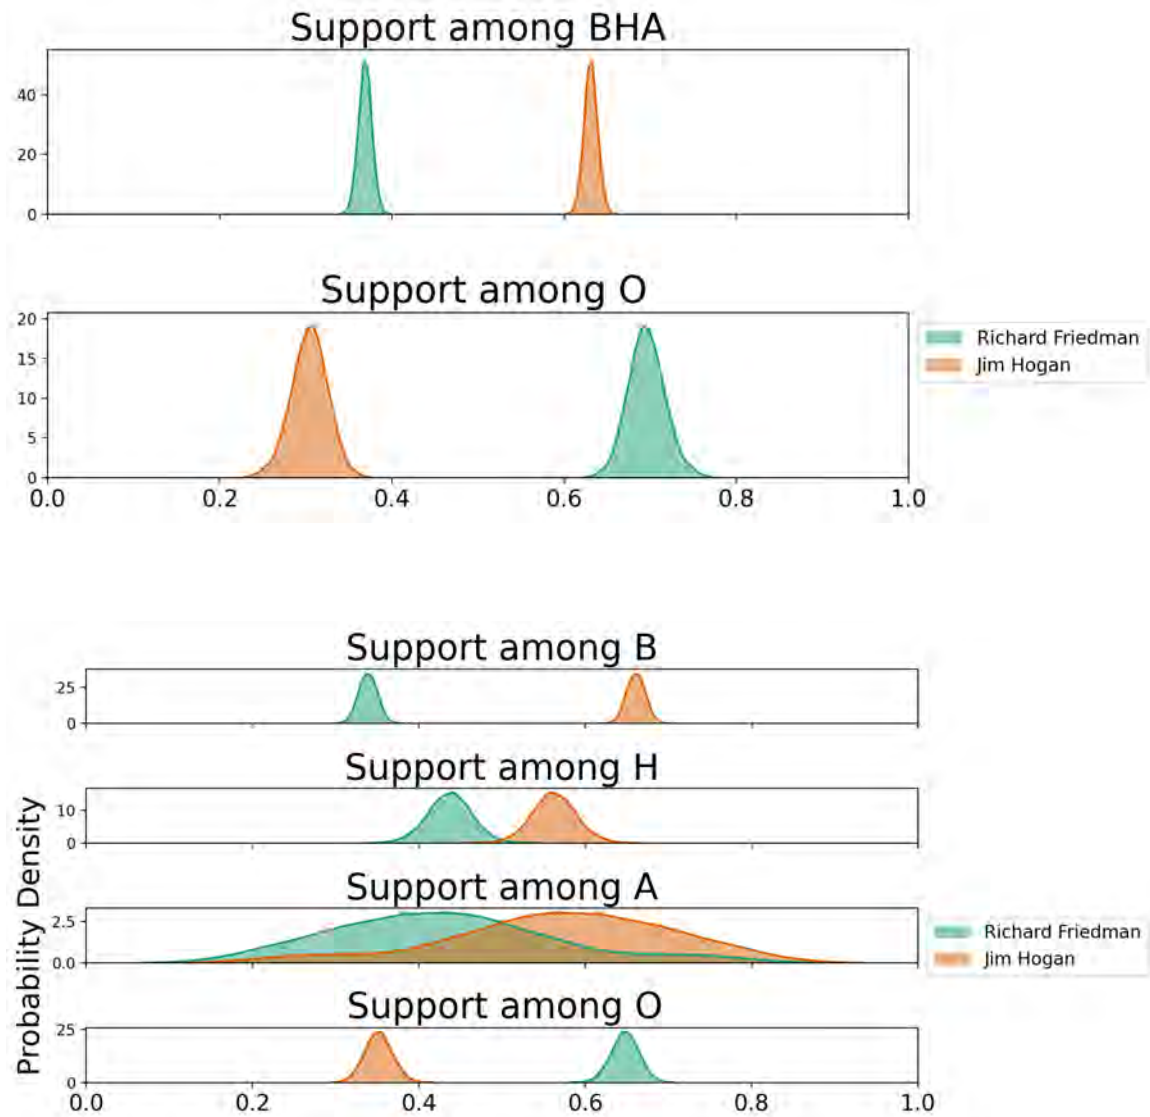 Support among BHA
40
20
0
Support among O
20
15
10
5
0
0.0 0.2 0.4 0.6 0.8 1.0
Richard Friedman
Jim Hogan
Probability Density
Support among B
25
0
Support among H
10
0
Support among A
2.5
0.0
Richard Friedman
Jim Hogan
Support among O
25
0
0.0 0.2 0.4 0.6 0.8 1.0